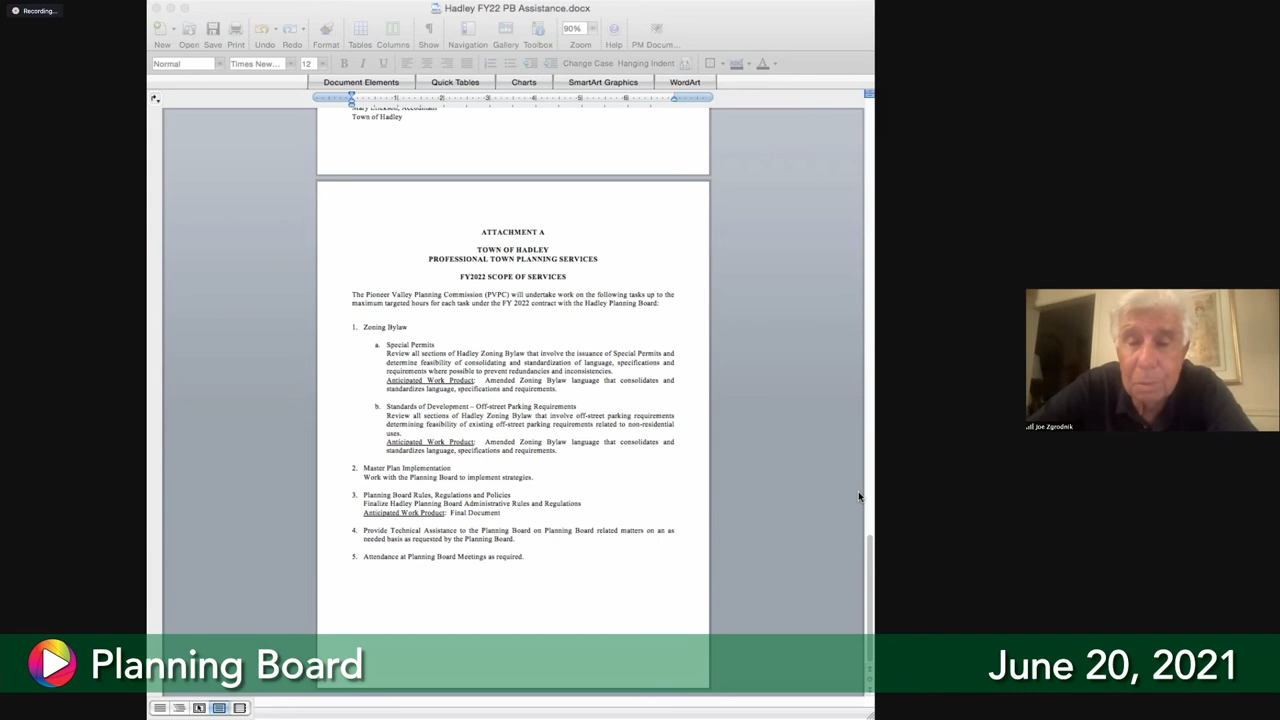 Recording...
Hadley FY22 PB Assistance.docx
90%
New Open Save Print Undo Redo Format Tables Columns Show Navigation Gallery Toolbox Zoom Help PM Docum...
Normal Times New... 12 Change Case Hanging Indent
Document Elements Quick Tables Charts SmartArt Graphics WordArt
Town of Hadley
ATTACHMENT A
TOWN OF HADLEY
PROFESSIONAL TOWN PLANNING SERVICES
FY2022 SCOPE OF SERVICES
The Pioneer Valley Planning Commission (PVPC) will undertake work on the following tasks up to the
maximum targeted hours for each task under the FY 2022 contract with the Hadley Planning Board:
1. Zoning Bylaw
a. Special Permits
Review all sections of Hadley Zoning Bylaw that involve the issuance of Special Permits and
determine feasibility of consolidating and standardization of language, specifications and
requirements where possible to prevent redundancies and inconsistencies.
Anticipated Work Product: Amended Zoning Bylaw language that consolidates and
standardizes language, specifications and requirements.
b. Standards of Development – Off-street Parking Requirements
Review all sections of Hadley Zoning Bylaw that involve off-street parking requirements
determining feasibility of existing off-street parking requirements related to non-residential
uses.
Anticipated Work Product: Amended Zoning Bylaw language that consolidates and
standardizes language, specifications and requirements.
2. Master Plan Implementation
Work with the Planning Board to implement strategies.
3. Planning Board Rules, Regulations and Policies
Finalize Hadley Planning Board Administrative Rules and Regulations
Anticipated Work Product: Final Document
4. Provide Technical Assistance to the Planning Board on Planning Board related matters on an as
needed basis as requested by the Planning Board.
5. Attendance at Planning Board Meetings as required.
Joe Zgrodnik
Planning Board
June 20, 2021